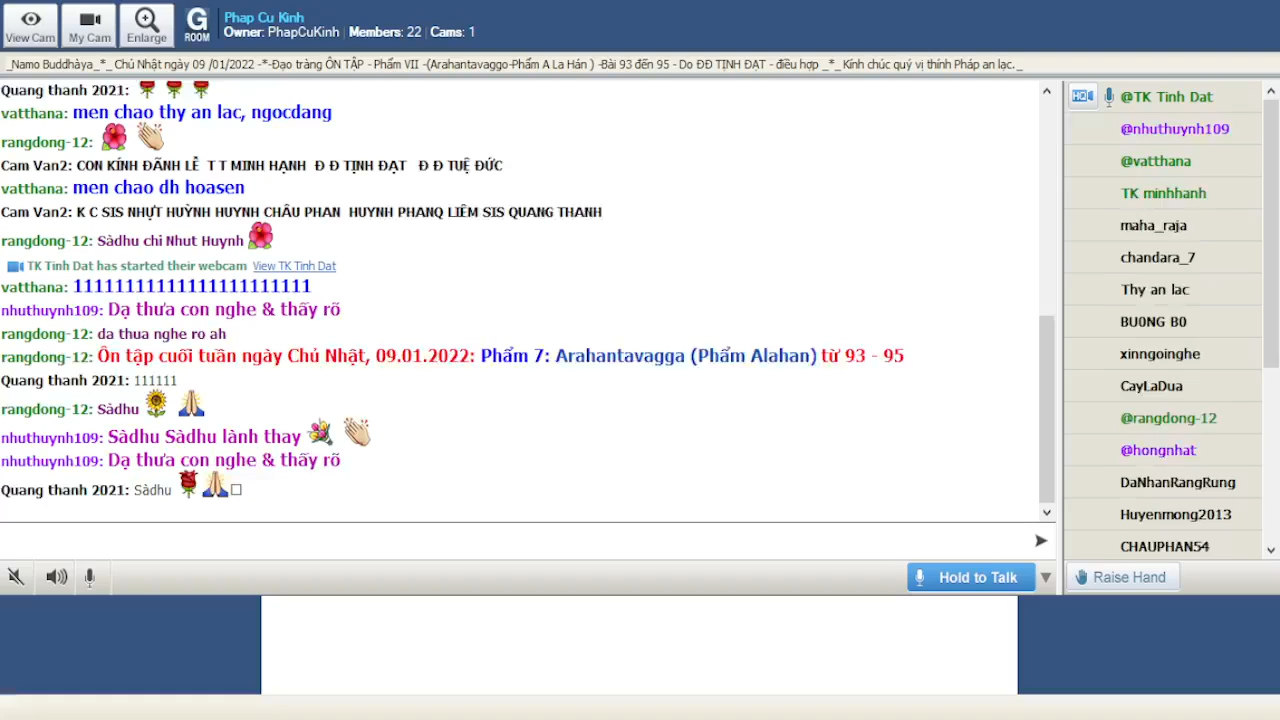 View Cam
My Cam
Enlarge
G
ROOM
Phap Cu Kinh
Owner: PhapCuKinh | Members: 22 | Cams: 1
_Namo Buddhàya_*_ Chủ Nhật ngày 09 /01/2022 -*-Đạo tràng ÔN TẬP - Phẩm VII -(Arahantavaggo-Phẩm A La Hán ) -Bài 93 đến 95 - Do ĐĐ TỊNH ĐẠT - điều hợp _*_ Kính chúc quý vị thính Pháp an lạc._
Quang thanh 2021:
vatthana: men chao thy an lac, ngocdang
rangdong-12:
Cam Van2: CON KÍNH ĐÃNH LỄ T T MINH HẠNH Đ Đ TỊNH ĐẠT Đ Đ TUỆ ĐỨC
vatthana: men chao dh hoasen
Cam Van2: K C SIS NHỰT HUỲNH HUYNH CHÂU PHAN HUYNH PHANQ LIÊM SIS QUANG THANH
rangdong-12: Sàdhu chi Nhut Huynh
TK Tinh Dat has started their webcam View TK Tinh Dat
vatthana: 11111111111111111111111
nhuthuynh109: Dạ thưa con nghe & thấy rõ
rangdong-12: da thua nghe ro ah
rangdong-12: Ôn tập cuối tuần ngày Chủ Nhật, 09.01.2022: Phẩm 7: Arahantavagga (Phẩm Alahan) từ 93 - 95
Quang thanh 2021: 111111
rangdong-12: Sàdhu
nhuthuynh109: Sàdhu Sàdhu lành thay
nhuthuynh109: Dạ thưa con nghe & thấy rõ
Quang thanh 2021: Sàdhu
Hold to Talk
HQ
@TK Tinh Dat
@nhuthuynh109
@vatthana
TK minhhanh
maha_raja
chandara_7
Thy an lac
BU0NG B0
xinngoinghe
CayLaDua
@rangdong-12
@hongnhat
DaNhanRangRung
Huyenmong2013
CHAUPHAN54
Raise Hand